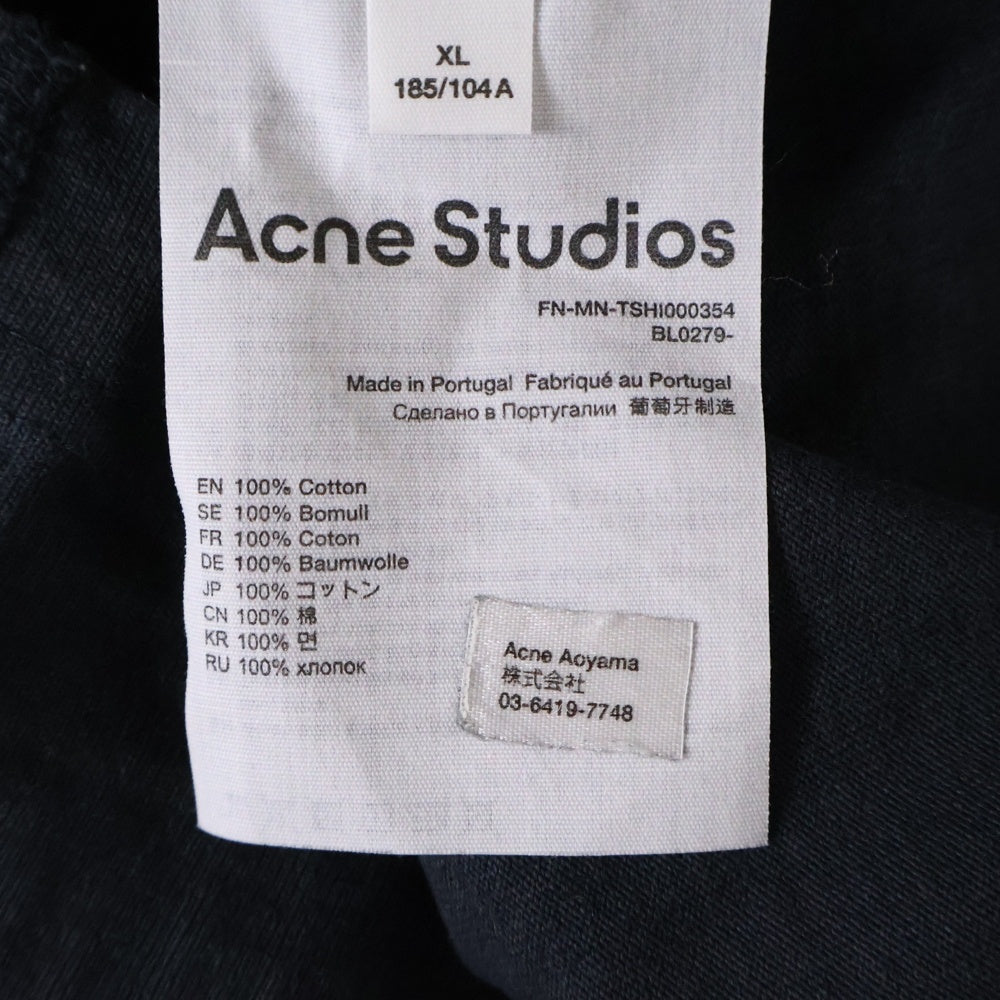 XL
185/104A
Acne Studios
FN-MN-TSHI000354
BL0279-
Made in Portugal Fabriqué au Portugal
Сделано в Португалии 葡萄牙制造
EN 100% Cotton
SE 100% Bomull
FR 100% Coton
DE 100% Baumwolle
JP 100% コットン
CN 100% 棉
KR 100% 면
RU 100% хлопок
Acne Aoyama
株式会社
03-6419-7748